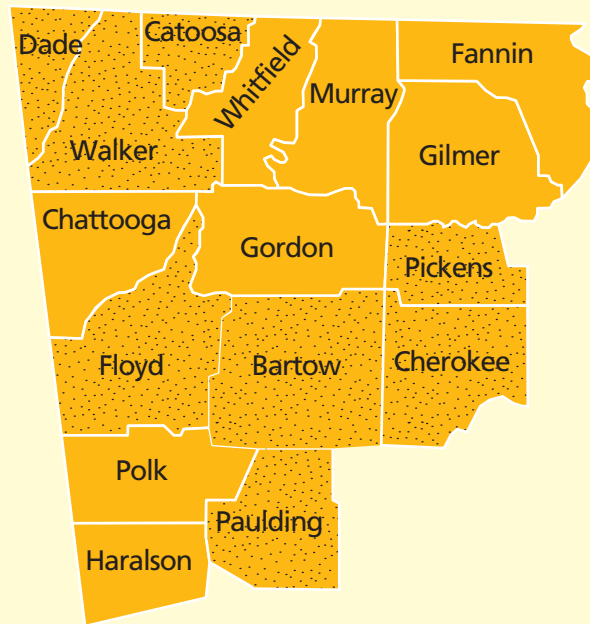 Dade
Catoosa
Whitfield
Fannin
Murray
Walker
Gilmer
Chattooga
Gordon
Pickens
Floyd
Bartow
Cherokee
Polk
Paulding
Haralson